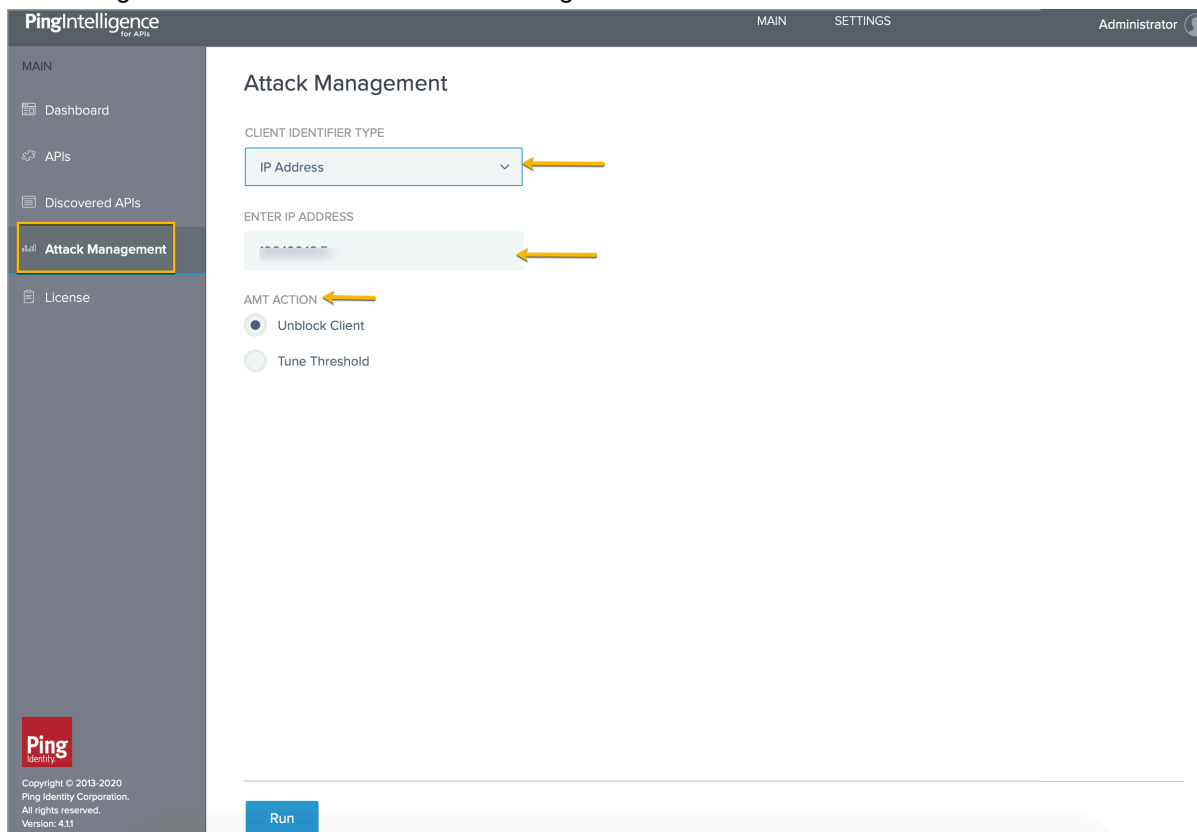 PingIntelligence
for APIs
MAIN
SETTINGS
Administrator
MAIN
Dashboard
APIs
Discovered APIs
Attack Management
License
Attack Management
CLIENT IDENTIFIER TYPE
IP Address
ENTER IP ADDRESS
AMT ACTION
Unblock Client
Tune Threshold
Ping
Identity.
Copyright © 2013-2020
Ping Identity Corporation.
All rights reserved.
Version: 4.1.1
Run